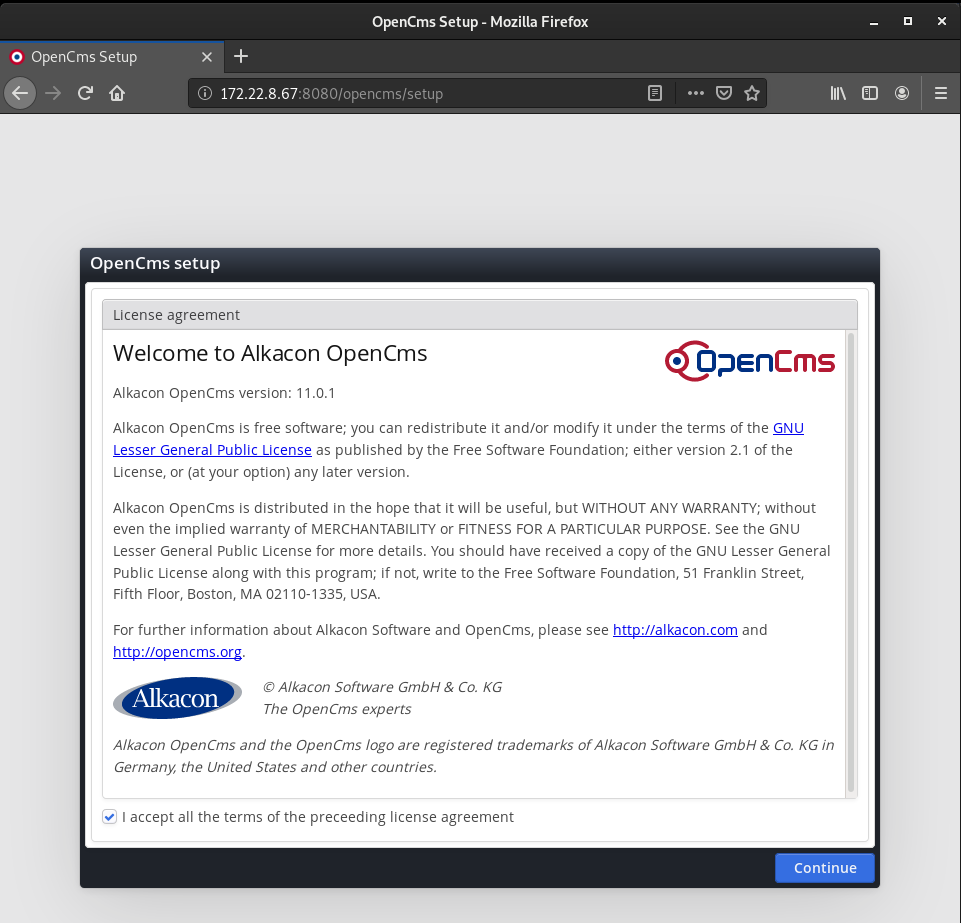 OpenCms Setup - Mozilla Firefox
OpenCms Setup
172.22.8.67:8080/opencms/setup
OpenCms setup
License agreement
Welcome to Alkacon OpenCms
OpenCms
Alkacon OpenCms version: 11.0.1
Alkacon OpenCms is free software; you can redistribute it and/or modify it under the terms of the GNU
Lesser General Public License as published by the Free Software Foundation; either version 2.1 of the
License, or (at your option) any later version.
Alkacon OpenCms is distributed in the hope that it will be useful, but WITHOUT ANY WARRANTY; without
even the implied warranty of MERCHANTABILITY or FITNESS FOR A PARTICULAR PURPOSE. See the GNU
Lesser General Public License for more details. You should have received a copy of the GNU Lesser General
Public License along with this program; if not, write to the Free Software Foundation, 51 Franklin Street,
Fifth Floor, Boston, MA 02110-1335, USA.
For further information about Alkacon Software and OpenCms, please see http://alkacon.com and
http://opencms.org.
Alkacon
© Alkacon Software GmbH & Co. KG
The OpenCms experts
Alkacon OpenCms and the OpenCms logo are registered trademarks of Alkacon Software GmbH & Co. KG in
Germany, the United States and other countries.
I accept all the terms of the preceeding license agreement
Continue